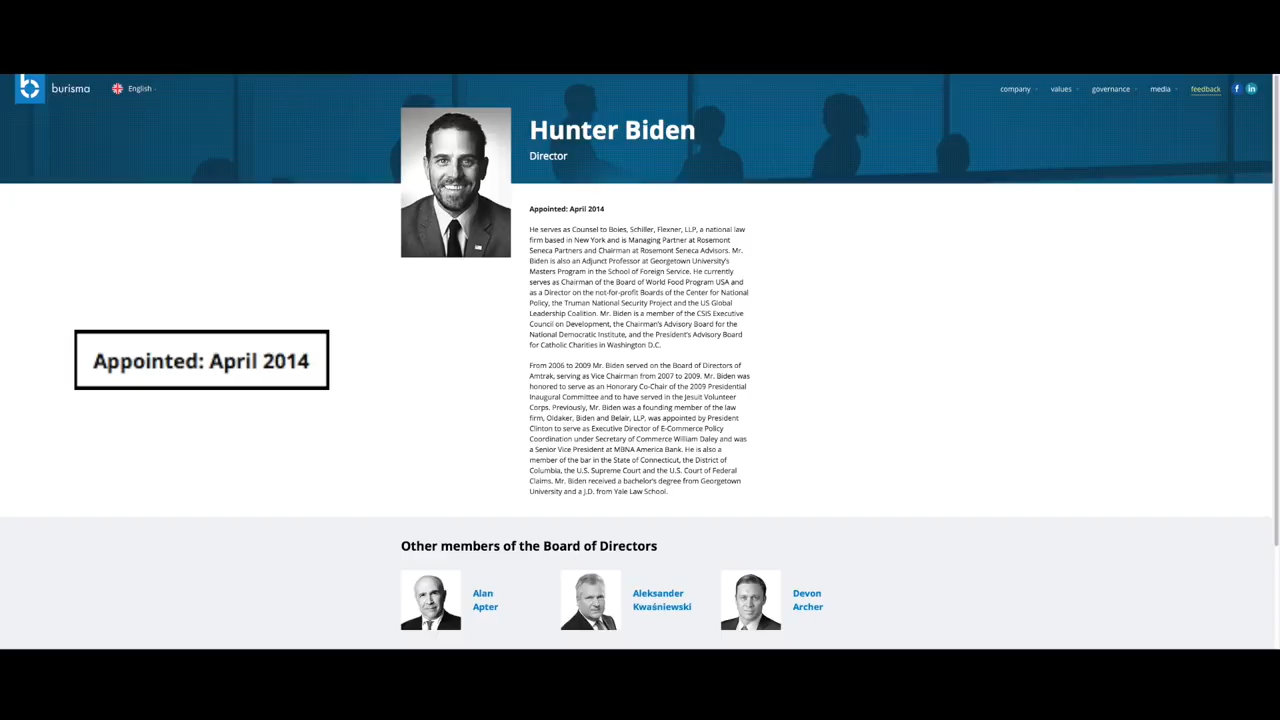 burisma
English
company
values
governance
media
feedback
Hunter Biden
Director
Appointed: April 2014
He serves as Counsel to Boies, Schiller, Flexner, LLP, a national law
firm based in New York and is Managing Partner at Rosemont
Seneca Partners and Chairman at Rosemont Seneca Advisors. Mr.
Biden is also an Adjunct Professor at Georgetown University's
Masters Program in the School of Foreign Service. He currently
serves as Chairman of the Board of World Food Program USA and
as a Director on the not-for-profit Boards of the Center for National
Policy, the Truman National Security Project and the US Global
Leadership Coalition. Mr. Biden is a member of the CSIS Executive
Council on Development, the Chairman's Advisory Board for the
National Democratic Institute, and the President's Advisory Board
for Catholic Charities in Washington D.C.
Appointed: April 2014
From 2006 to 2009 Mr. Biden served on the Board of Directors of
Amtrak, serving as Vice Chairman from 2007 to 2009. Mr. Biden was
honored to serve as an Honorary Co-Chair of the 2009 Presidential
Inaugural Committee and to have served in the Jesuit Volunteer
Corps. Previously, Mr. Biden was a founding member of the law
firm, Oldaker, Biden and Belair, LLP, was appointed by President
Clinton to serve as Executive Director of E-Commerce Policy
Coordination under Secretary of Commerce William Daley and was
a Senior Vice President at MBNA America Bank. He is also a
member of the bar in the State of Connecticut, the District of
Columbia, the U.S. Supreme Court and the U.S. Court of Federal
Claims. Mr. Biden received a bachelor's degree from Georgetown
University and a J.D. from Yale Law School.
Other members of the Board of Directors
Alan
Apter
Aleksander
Kwaśniewski
Devon
Archer